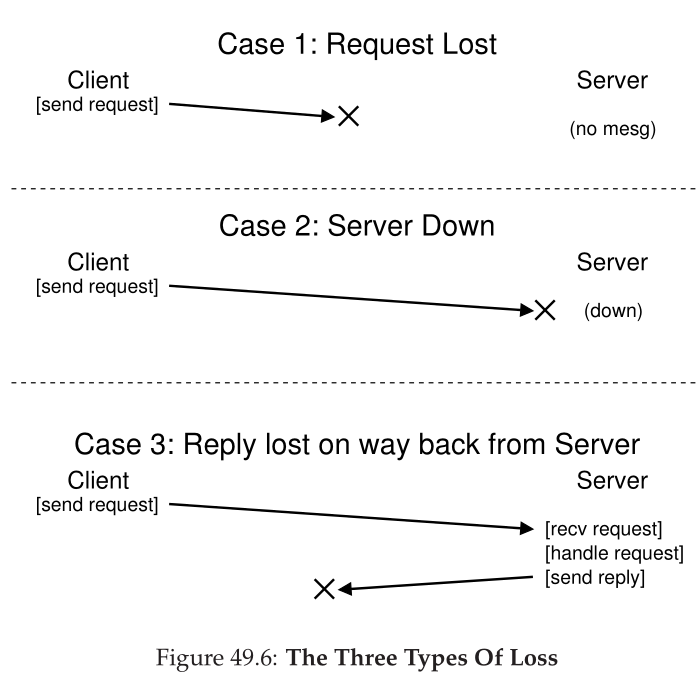 Case 1: Request Lost
Client Server
[send request]
(no mesg)
Case 2: Server Down
Client Server
[send request]
(down)
Case 3: Reply lost on way back from Server
Client Server
[send request]
[recv request]
[handle request]
[send reply]
Figure 49.6: The Three Types Of Loss